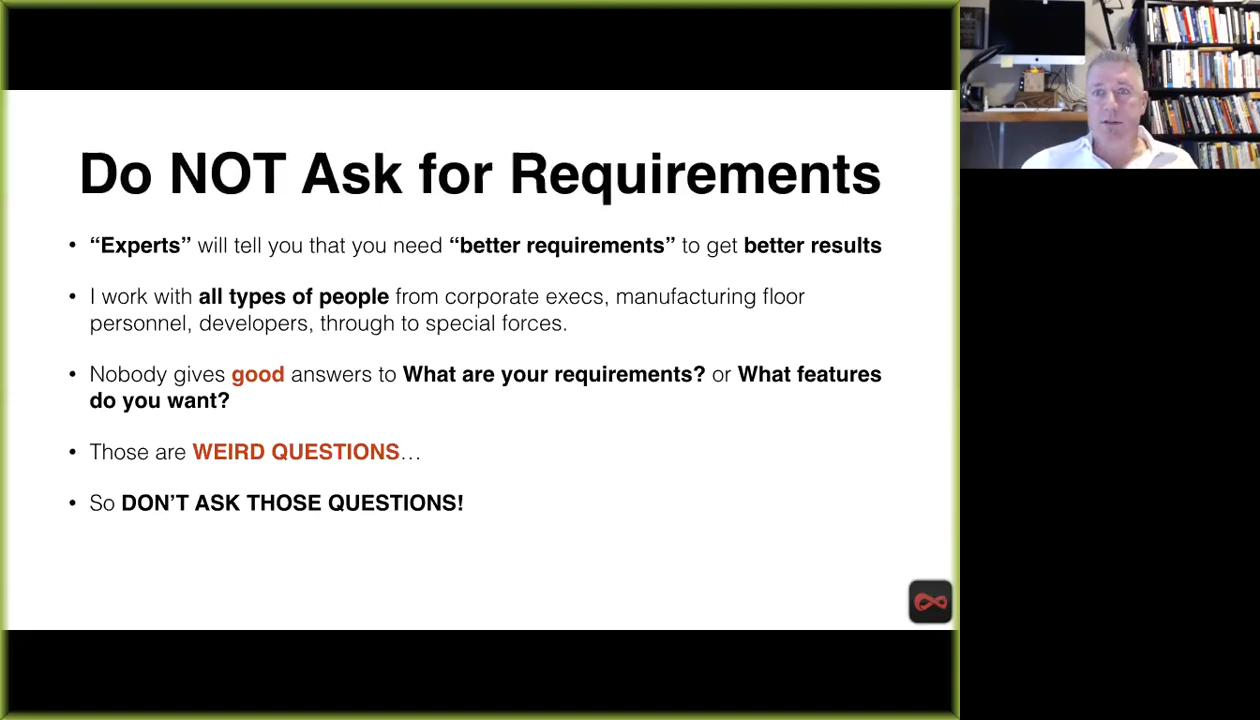 Do NOT Ask for Requirements
• “Experts” will tell you that you need “better requirements” to get better results
• I work with all types of people from corporate execs, manufacturing floor
personnel, developers, through to special forces.
• Nobody gives good answers to What are your requirements? or What features
do you want?
• Those are WEIRD QUESTIONS…
• So DON’T ASK THOSE QUESTIONS!